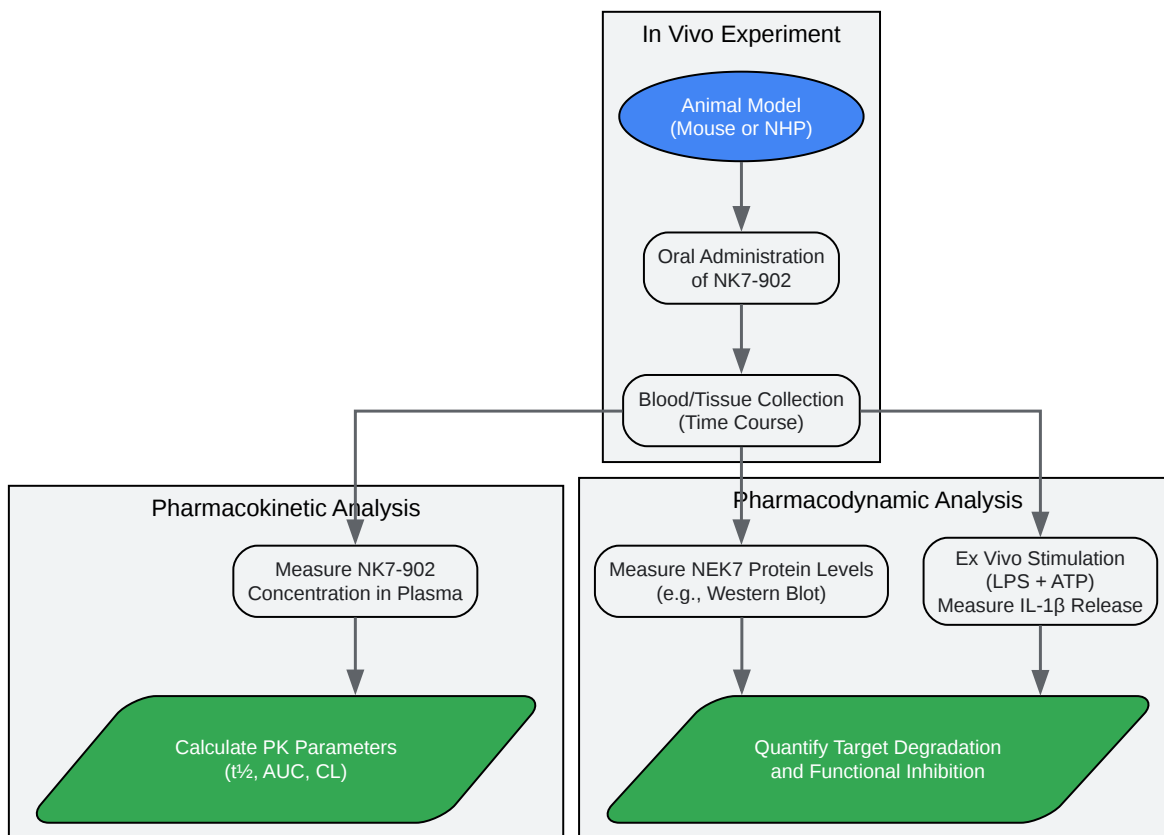 In Vivo Experiment
Animal Model
(Mouse or NHP)
Oral Administration
of NK7-902
Blood/Tissue Collection
(Time Course)
Pharmacokinetic Analysis
Measure NK7-902
Concentration in Plasma
Calculate PK Parameters
(t½, AUC, CL)
Pharmacodynamic Analysis
Measure NEK7 Protein Levels
(e.g., Western Blot)
Ex Vivo Stimulation
(LPS + ATP)
Measure IL-1β Release
Quantify Target Degradation
and Functional Inhibition